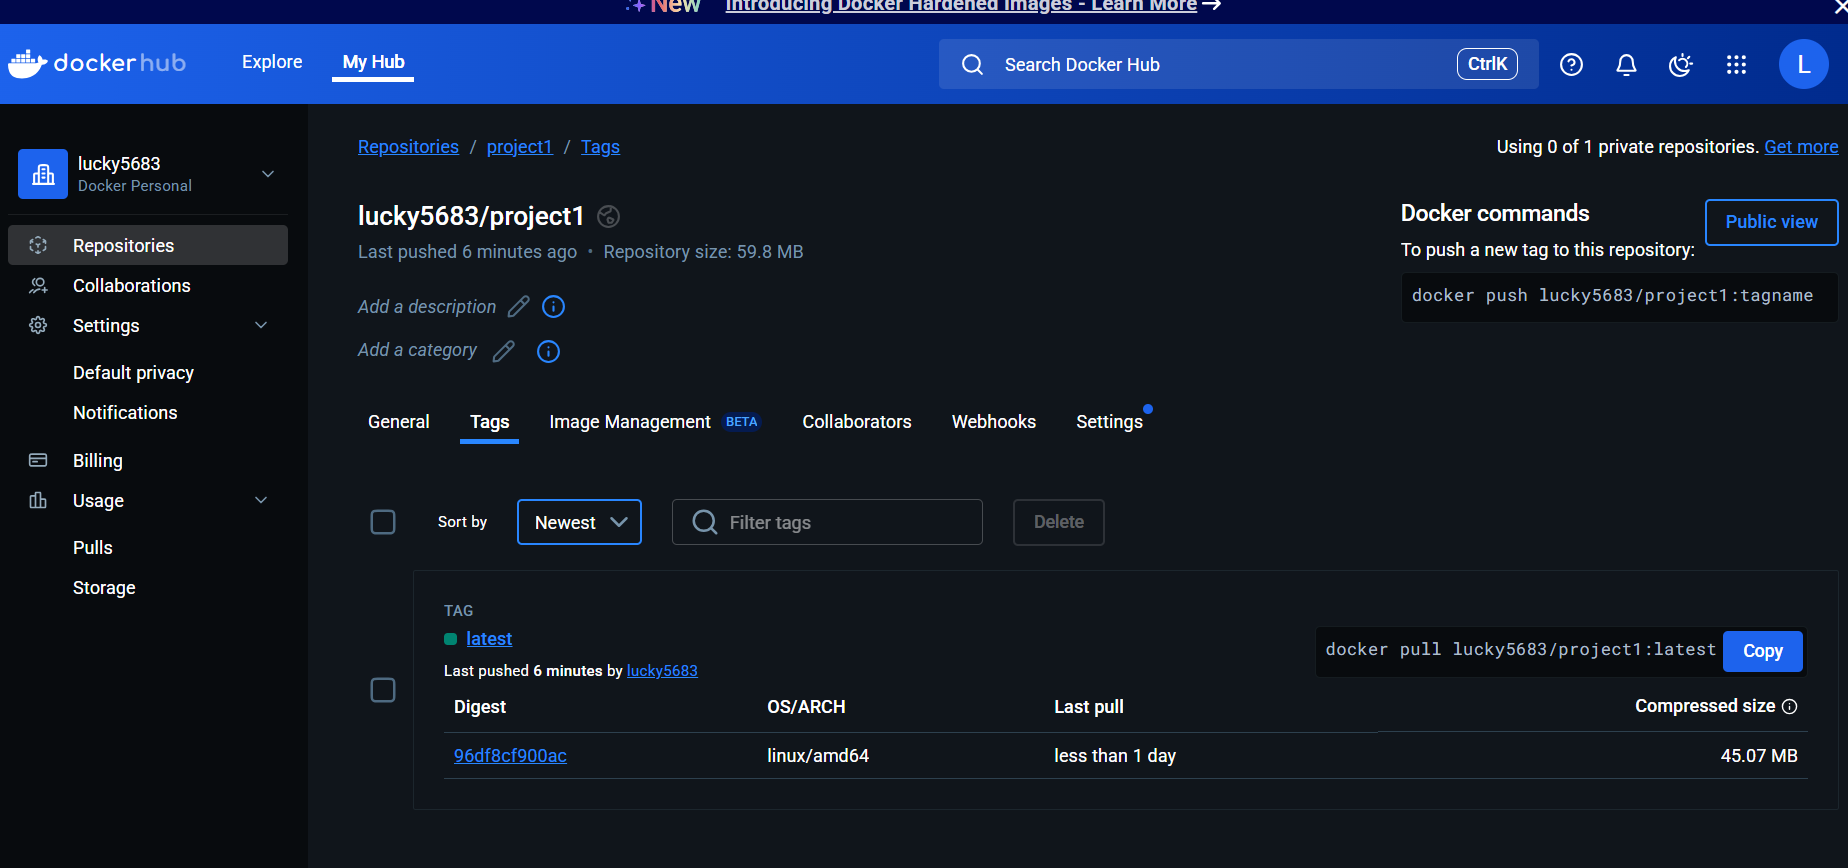 New Introducing Docker Hardened Images - Learn More →
dockerhub Explore My Hub Search Docker Hub CtrlK L
lucky5683
Docker Personal
Repositories
Collaborations
Settings
Default privacy
Notifications
Billing
Usage
Pulls
Storage
Repositories / project1 / Tags
Using 0 of 1 private repositories. Get more
lucky5683/project1
Last pushed 6 minutes ago • Repository size: 59.8 MB
Add a description
Add a category
Docker commands
Public view
To push a new tag to this repository:
docker push lucky5683/project1:tagname
General Tags Image Management BETA Collaborators Webhooks Settings
Sort by Newest Filter tags Delete
TAG
latest
Last pushed 6 minutes by lucky5683
docker pull lucky5683/project1:latest Copy
Digest OS/ARCH Last pull Compressed size
96df8cf900ac linux/amd64 less than 1 day 45.07 MB